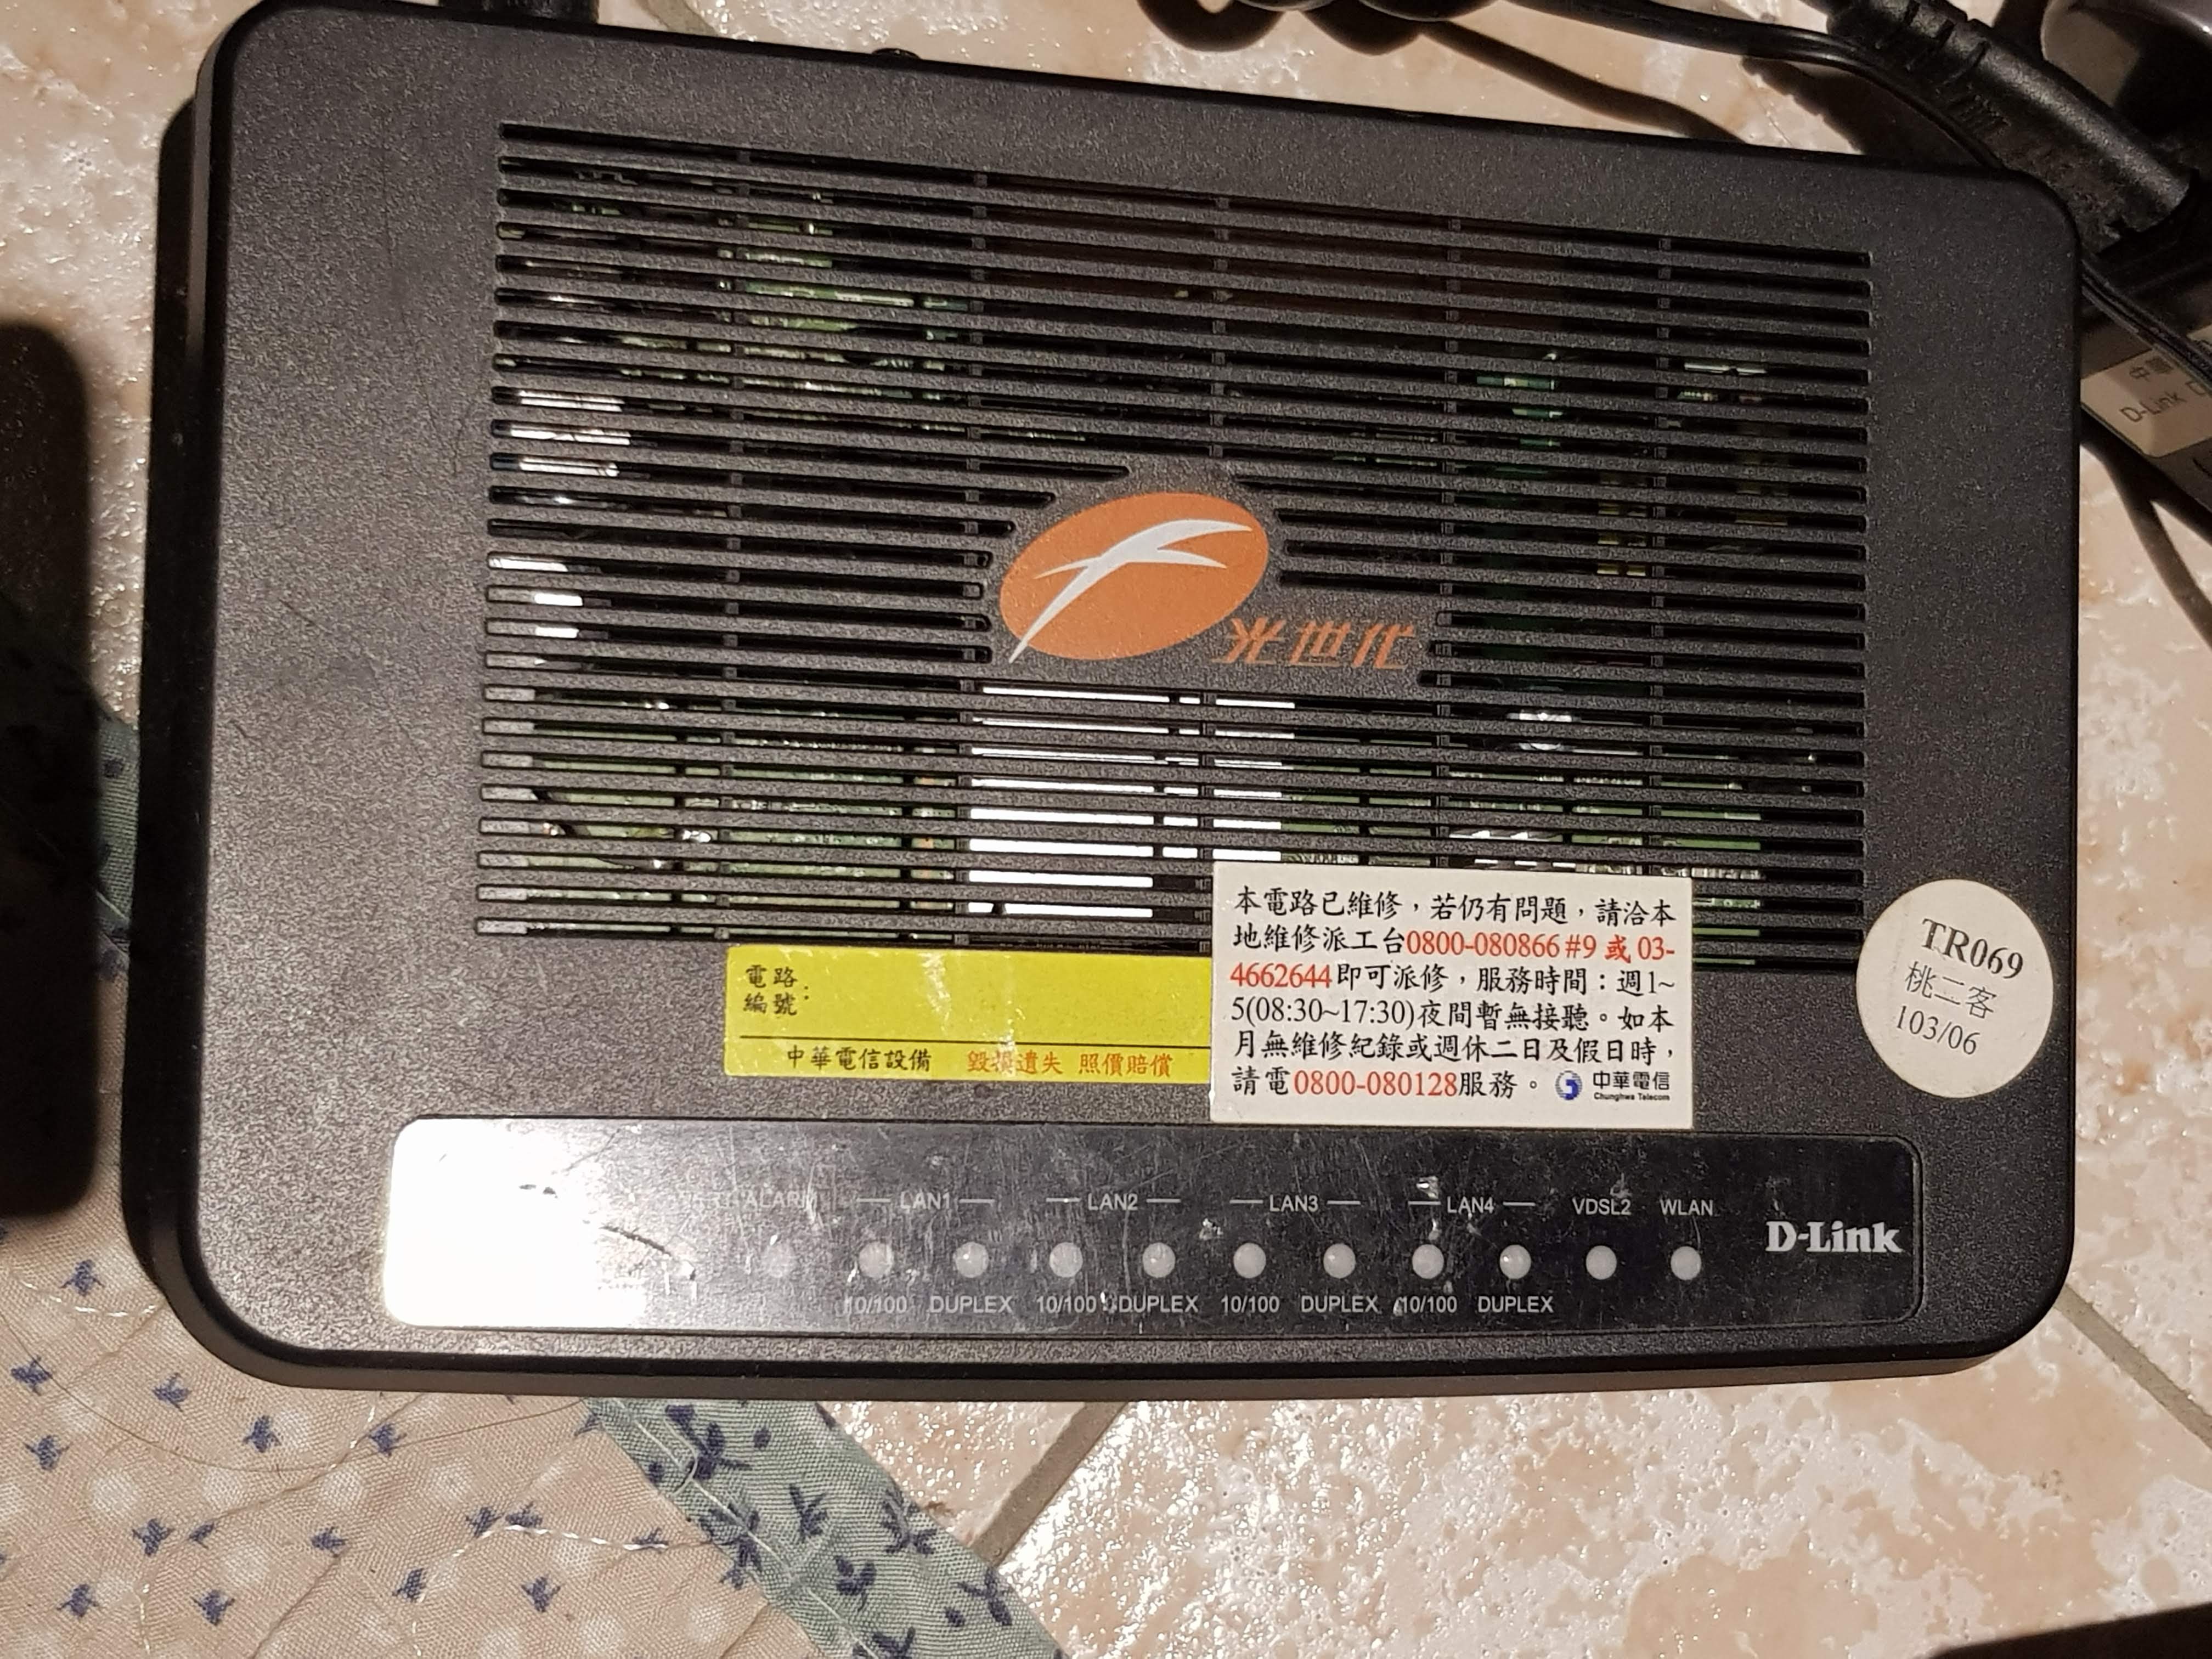 光世代
本電路已維修，若仍有問題，請洽本
地維修派工台0800-080866 #9 或 03-
4662644即可派修，服務時間：週1~
5(08:30~17:30)夜間暫無接聽。如本
月無維修紀錄或週休二日及假日時，
請電0800-080128服務。 中華電信
Chunghwa Telecom
電路
編號：
中華電信設備 毀損遺失 照價賠償
TR069
桃二客
103/06
ALARM LAN1 LAN2 LAN3 LAN4 VDSL2 WLAN
D-Link
10/100 DUPLEX 10/100 DUPLEX 10/100 DUPLEX 10/100 DUPLEX
中華
D-Link